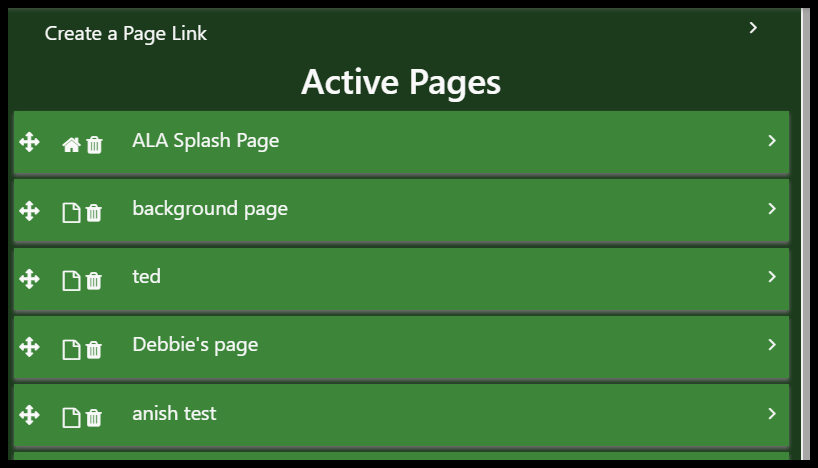 Create a Page Link
Active Pages
ALA Splash Page
background page
ted
Debbie's page
anish test